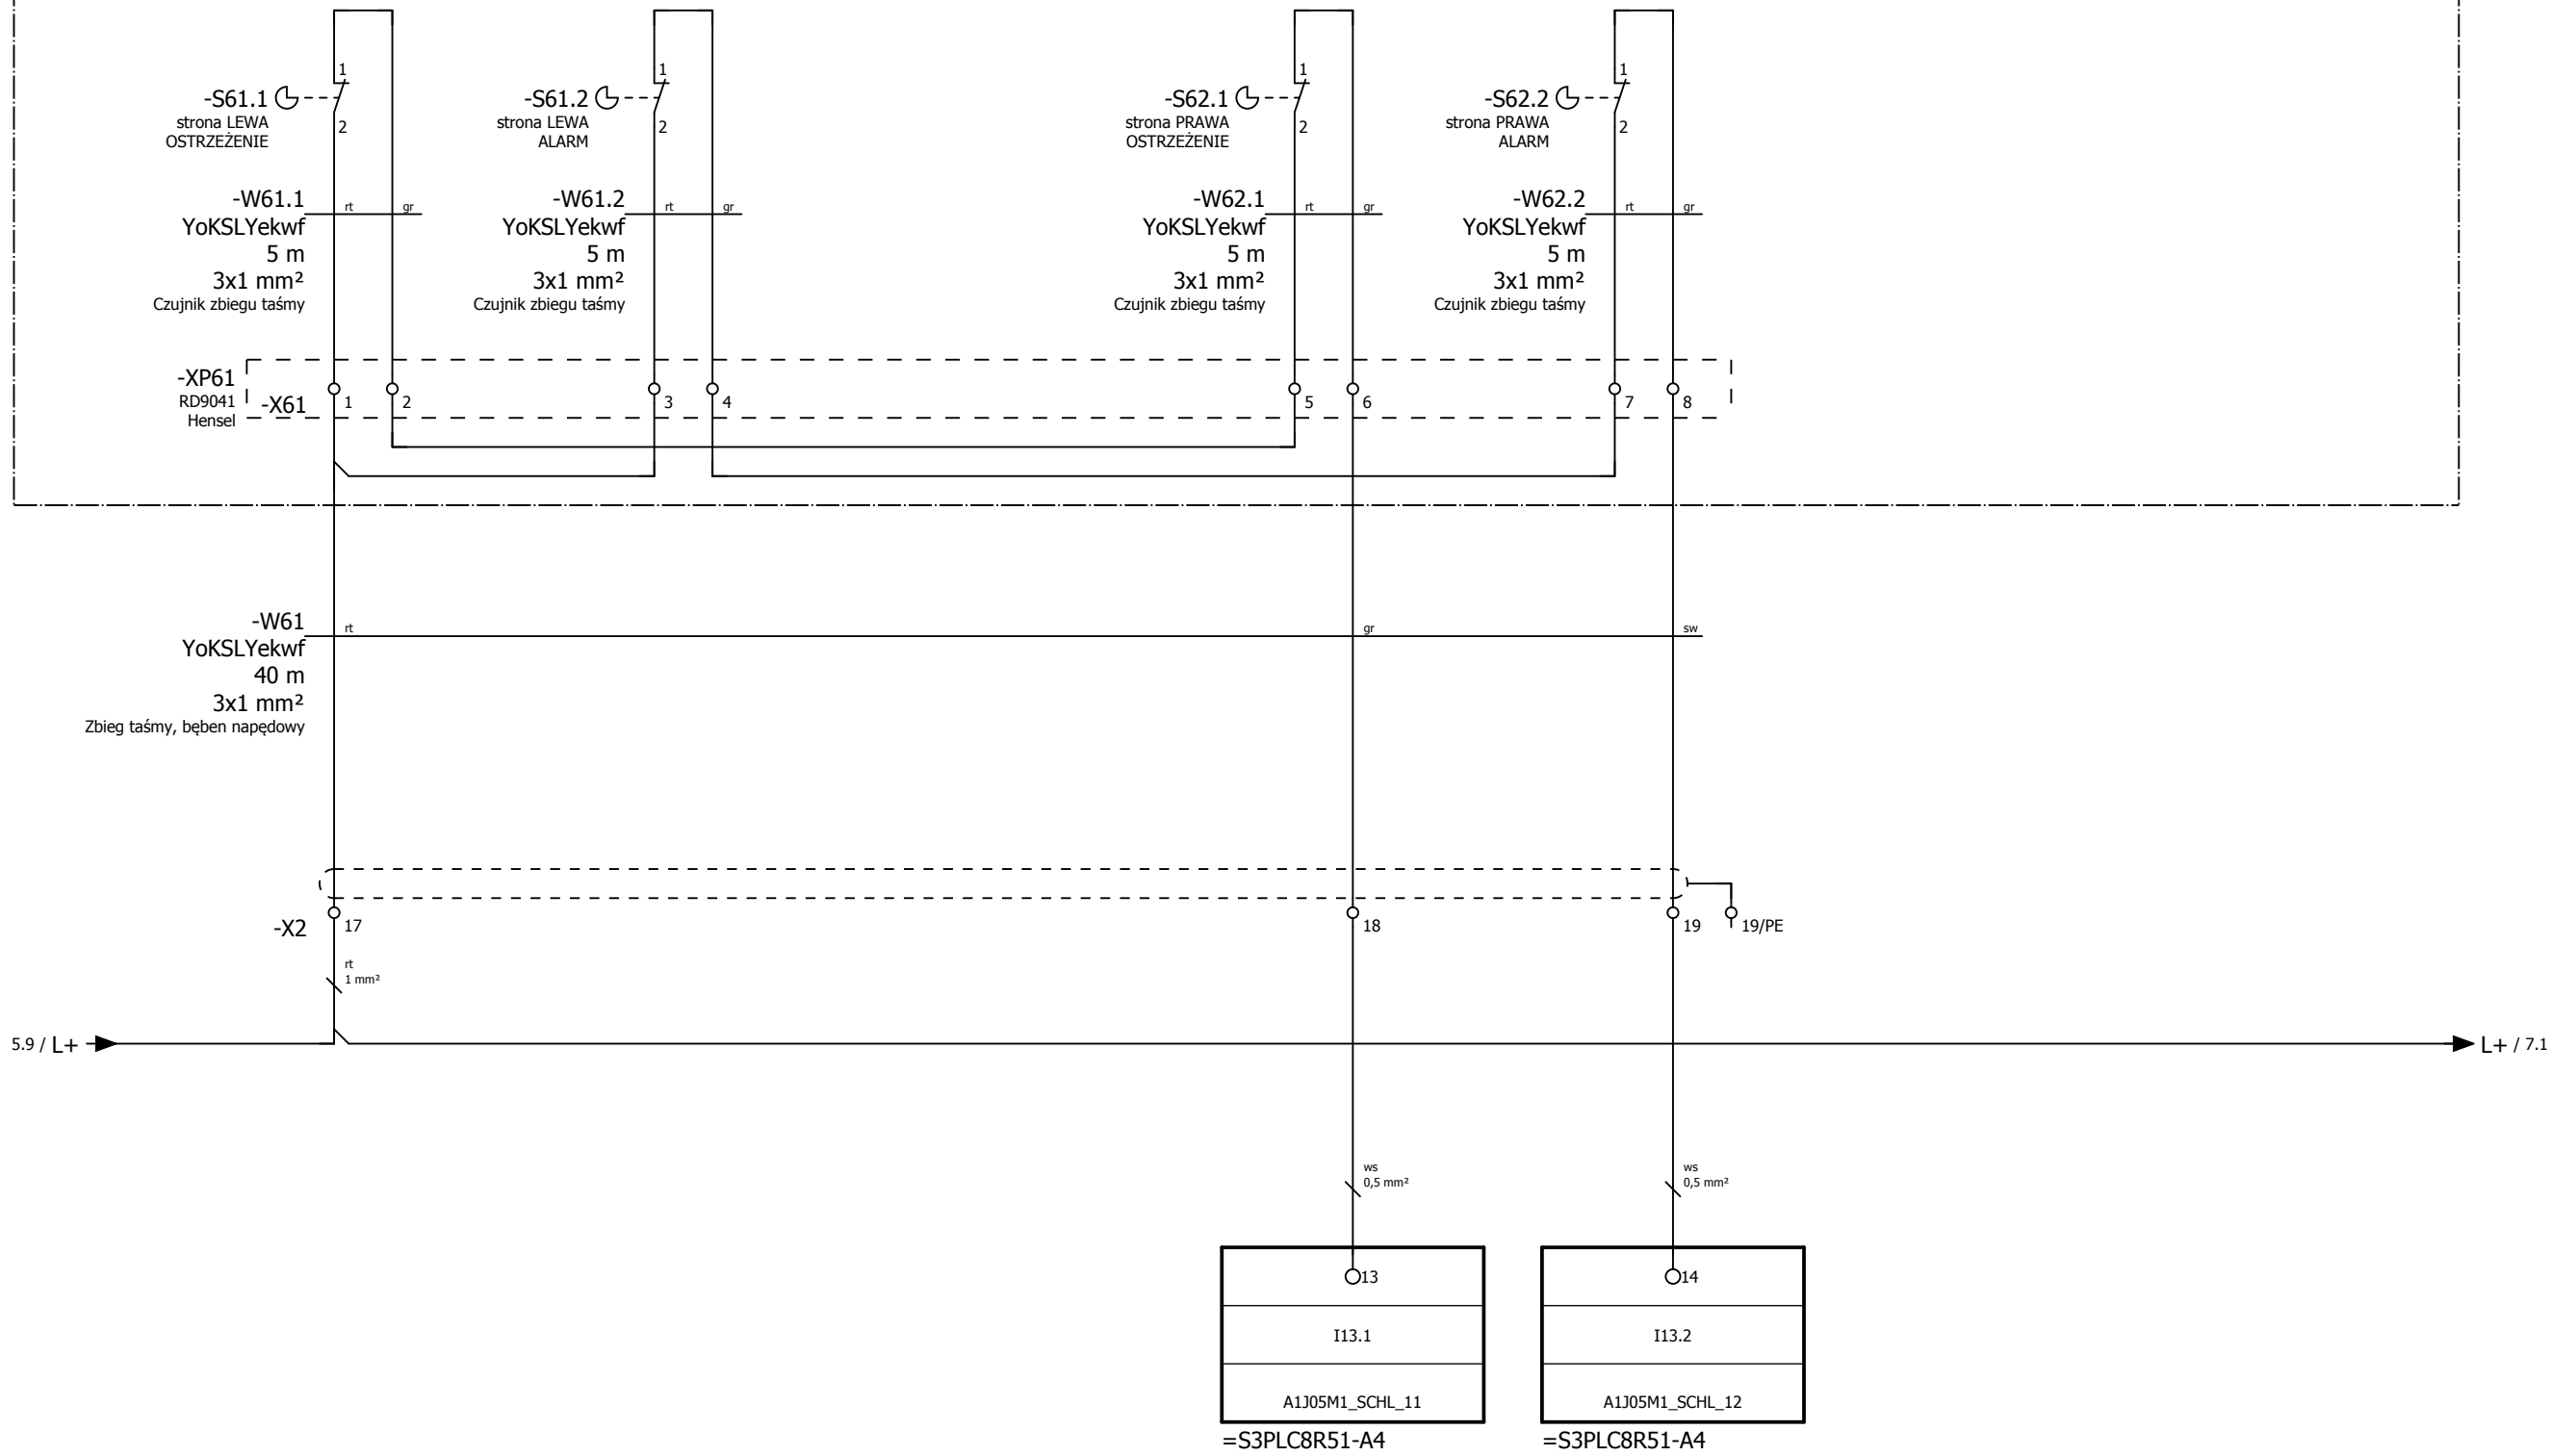 1
1
1
1
-S61.1
-S61.2
-S62.1
-S62.2
strona LEWA
OSTRZEŻENIE
2
strona LEWA
ALARM
2
strona PRAWA
OSTRZEŻENIE
2
strona PRAWA
ALARM
2
-W61.1
YoKSLYekwf
5 m
3x1 mm²
Czujnik zbiegu taśmy
rt
gr
-W61.2
YoKSLYekwf
5 m
3x1 mm²
Czujnik zbiegu taśmy
rt
gr
-W62.1
YoKSLYekwf
5 m
3x1 mm²
Czujnik zbiegu taśmy
rt
gr
-W62.2
YoKSLYekwf
5 m
3x1 mm²
Czujnik zbiegu taśmy
rt
gr
-XP61
RD9041
Hensel
-X61
1
2
3
4
5
6
7
8
-W61
YoKSLYekwf
40 m
3x1 mm²
Zbieg taśmy, bęben napędowy
rt
gr
sw
-X2
17
18
19
19/PE
rt
1 mm²
5.9 / L+
L+ / 7.1
ws
0,5 mm²
ws
0,5 mm²
13
I13.1
A1J05M1_SCHL_11
=S3PLC8R51-A4
14
I13.2
A1J05M1_SCHL_12
=S3PLC8R51-A4